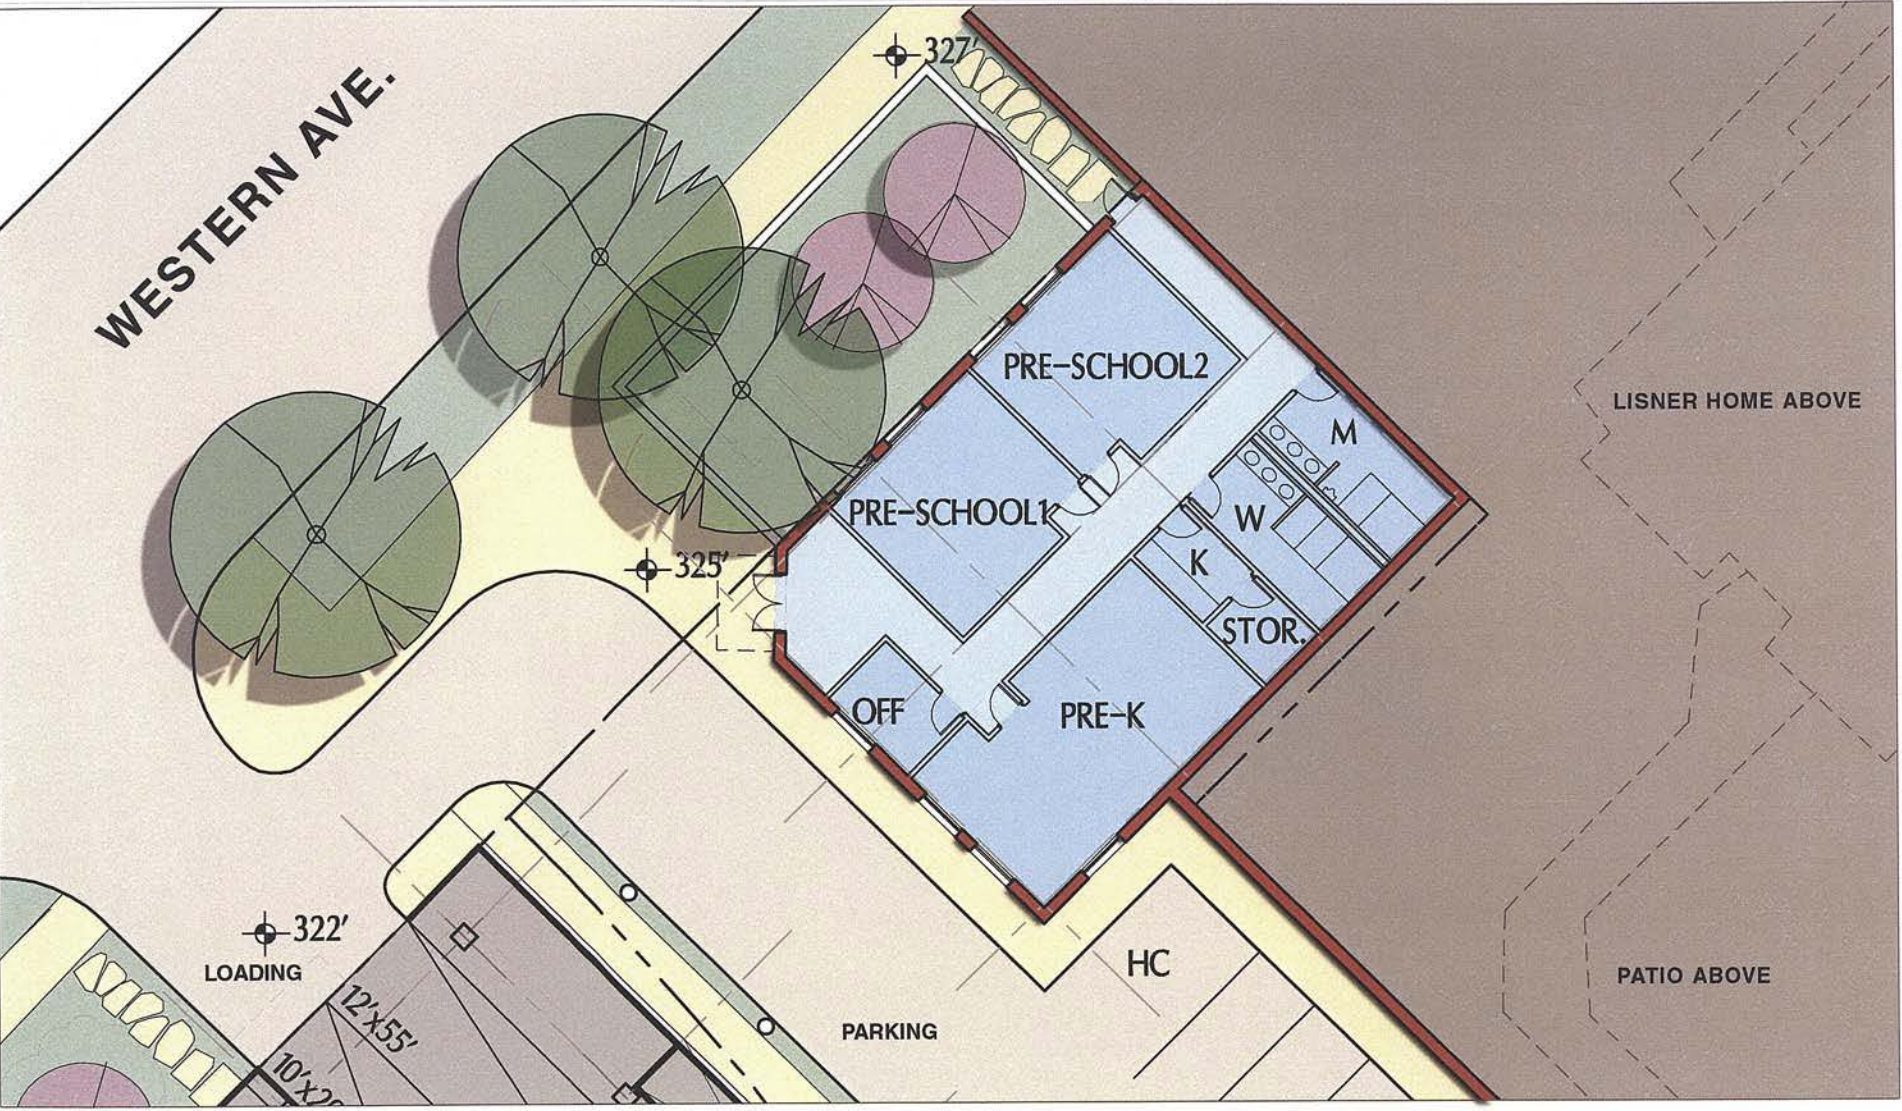 327'
WESTERN AVE.
PRE-SCHOOL2
LISNER HOME ABOVE
M
PRE-SCHOOL1
W
325'
K
STOR.
OFF
PRE-K
322'
HC
LOADING
PATIO ABOVE
12'x55'
PARKING